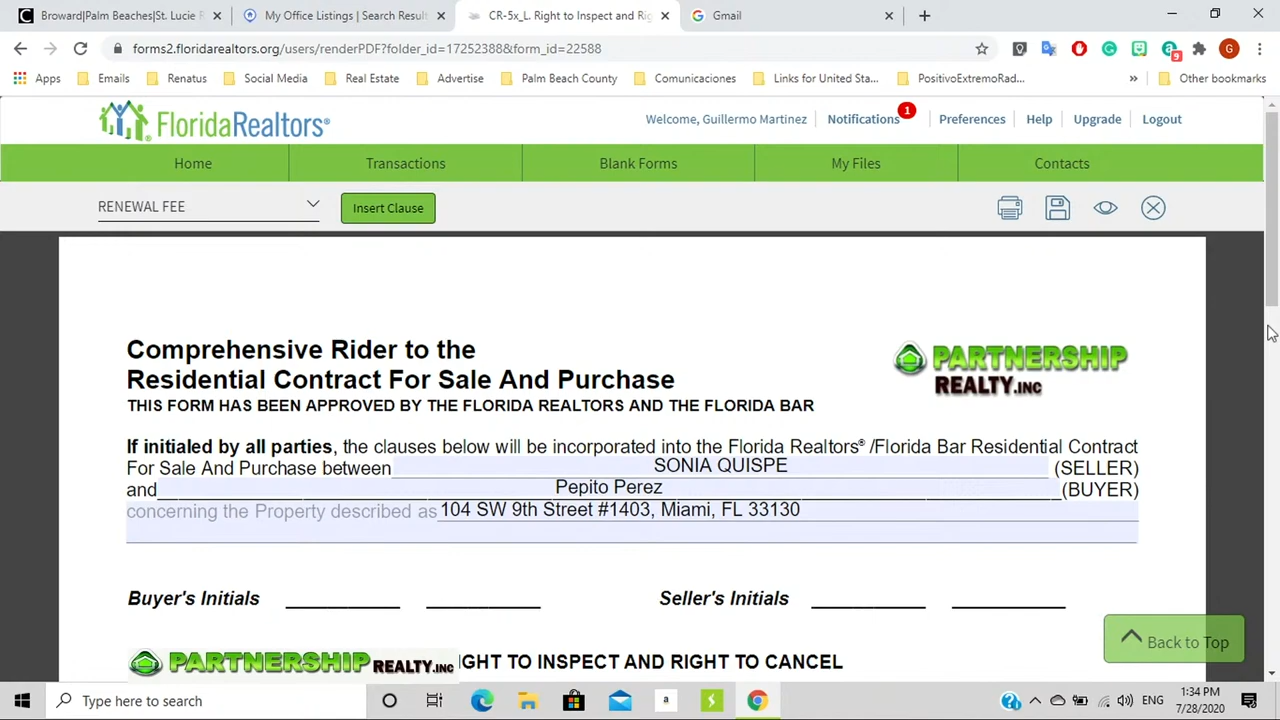 Broward|Palm Beaches|St. Lucie R
My Office Listings | Search Result
CR-5x_L. Right to Inspect and Rig
Gmail
forms2.floridarealtors.org/users/renderPDF?folder_id=17252388&form_id=22588
9
G
Apps
Emails
Renatus
Social Media
Real Estate
Advertise
Palm Beach County
Comunicaciones
Links for United Sta...
PositivoExtremoRad...
»
Other bookmarks
FloridaRealtors®
Welcome, Guillermo Martinez
Notifications
1
Preferences
Help
Upgrade
Logout
Home
Transactions
Blank Forms
My Files
Contacts
RENEWAL FEE
Insert Clause
Comprehensive Rider to the
Residential Contract For Sale And Purchase
THIS FORM HAS BEEN APPROVED BY THE FLORIDA REALTORS AND THE FLORIDA BAR
PARTNERSHIP
REALTY.INC
If initialed by all parties, the clauses below will be incorporated into the Florida Realtors® /Florida Bar Residential Contract
For Sale And Purchase between SONIA QUISPE (SELLER)
and Pepito Perez (BUYER)
concerning the Property described as 104 SW 9th Street #1403, Miami, FL 33130
Buyer's Initials
Seller's Initials
Back to Top
PARTNERSHIP REALTY.INC
IGHT TO INSPECT AND RIGHT TO CANCEL
Type here to search
a
ENG
1:34 PM
7/28/2020